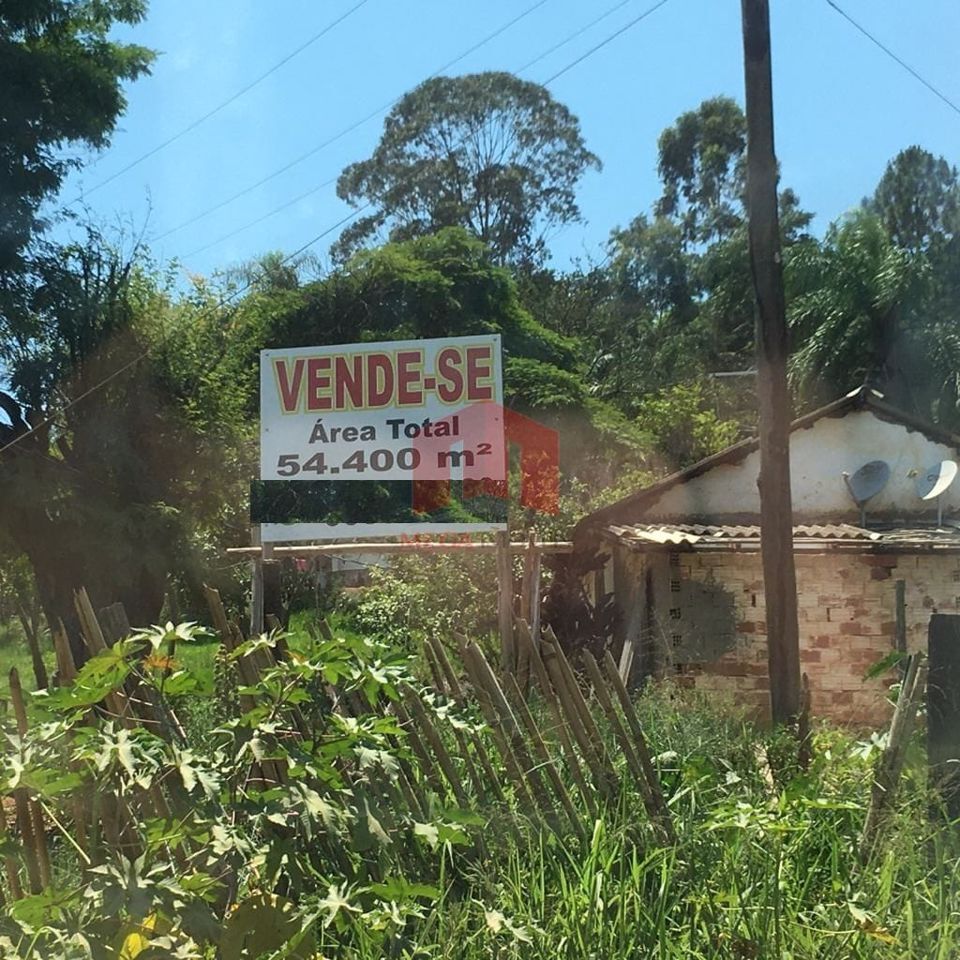 VENDE-SE
Área Total
54.400 m²